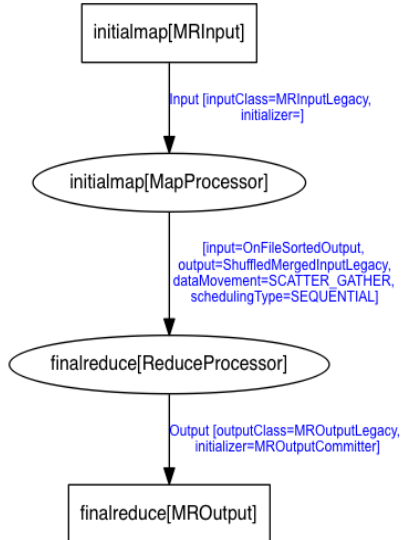 initialmap[MRInput]
Input [inputClass=MRInputLegacy,
initializer=]
initialmap[MapProcessor]
[input=OnFileSortedOutput,
output=ShuffledMergedInputLegacy,
dataMovement=SCATTER_GATHER,
schedulingType=SEQUENTIAL]
finalreduce[ReduceProcessor]
Output [outputClass=MROutputLegacy,
initializer=MROutputCommitter]
finalreduce[MROutput]